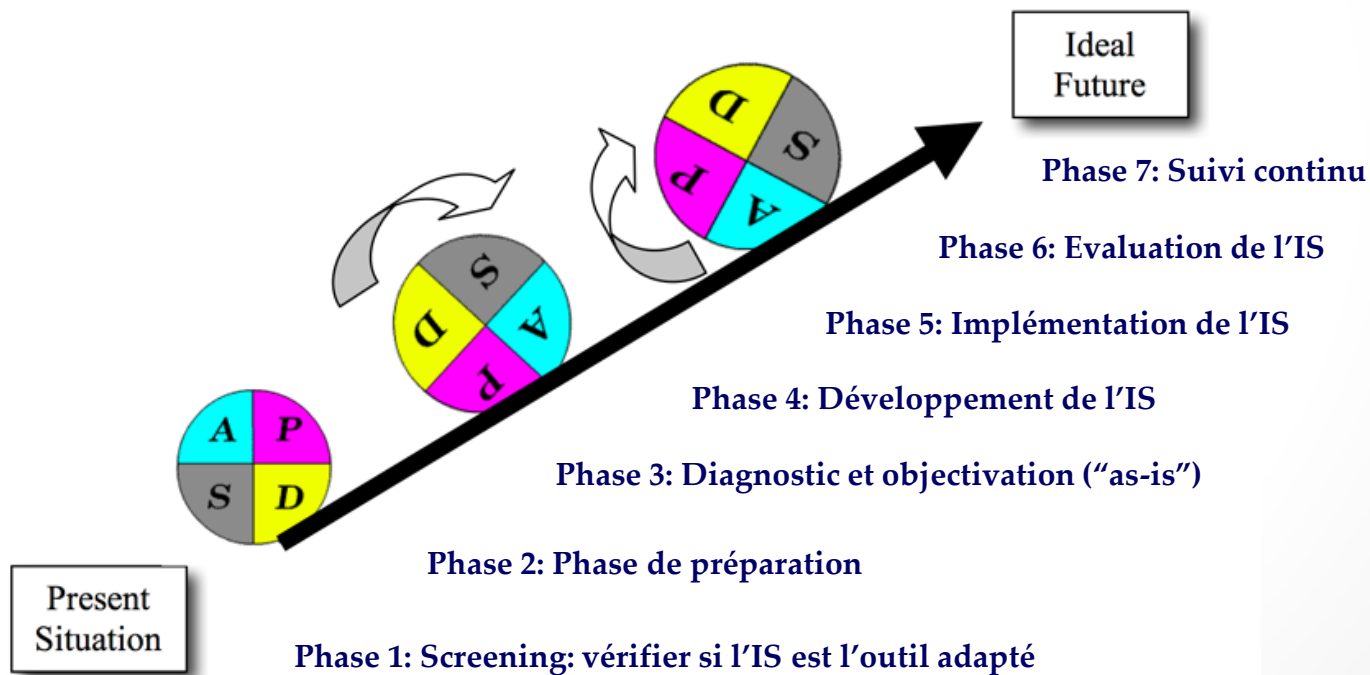 Ideal
Future
D
S
P
A
Phase 7: Suivi continu
Phase 6: Evaluation de l’IS
S
D
A
P
Phase 5: Implémentation de l’IS
Phase 4: Développement de l’IS
A P
S D
Phase 3: Diagnostic et objectivation (“as-is”)
Phase 2: Phase de préparation
Present
Situation
Phase 1: Screening: vérifier si l’IS est l’outil adapté